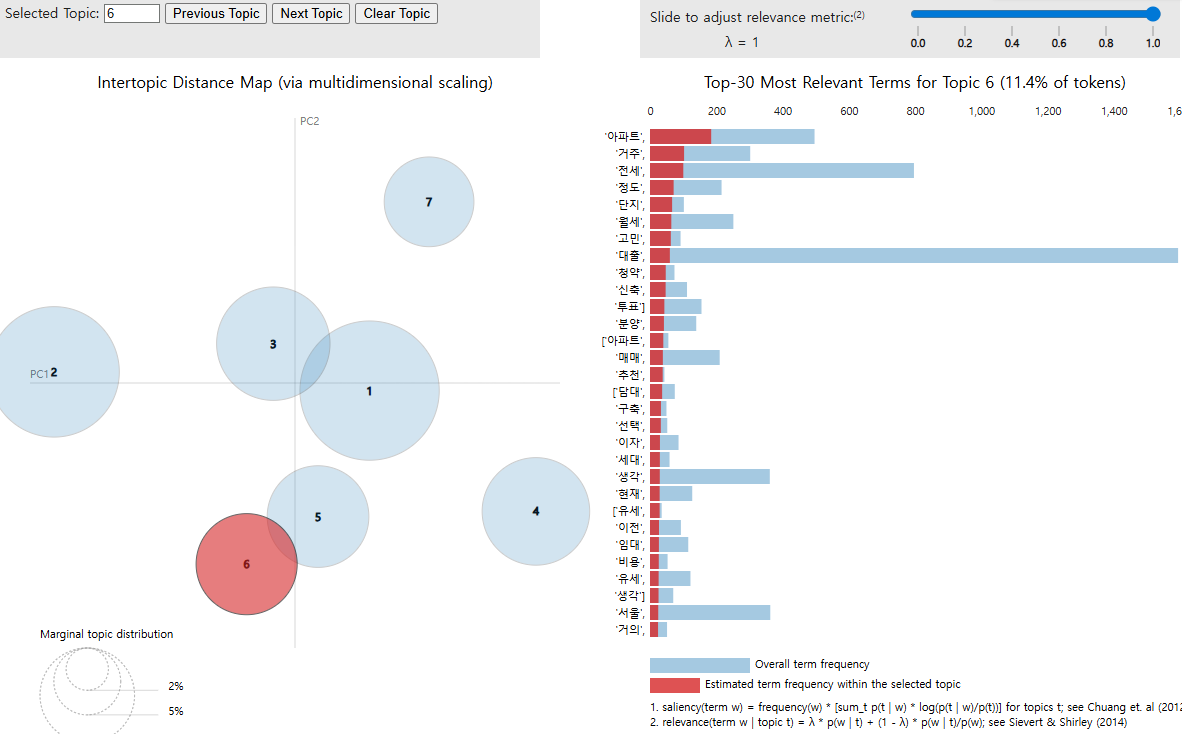 Selected Topic: 6 Previous Topic Next Topic Clear Topic
Slide to adjust relevance metric:(2)
λ = 1
0.0 0.2 0.4 0.6 0.8 1.0
Intertopic Distance Map (via multidimensional scaling)
PC2
PC1
7
3
2
1
5
4
6
Marginal topic distribution
2%
5%
Top-30 Most Relevant Terms for Topic 6 (11.4% of tokens)
0 200 400 600 800 1,000 1,200 1,400 1,6
'아파트',
'거주',
'전세',
'정도',
'단지',
'월세',
'고민',
'대출',
'청약',
'신축',
'투표']
'분양',
['아파트',
'매매',
'추천',
['담대',
'구축',
'선택',
'이자',
'세대',
'생각',
'현재',
['유세',
'이전',
'임대',
'비용',
'유세',
'생각']
'서울',
'거의',
Overall term frequency
Estimated term frequency within the selected topic
1. saliency(term w) = frequency(w) * [sum_t p(t | w) * log(p(t | w)/p(t))] for topics t; see Chuang et. al (2012
2. relevance(term w | topic t) = λ * p(w | t) + (1 - λ) * p(w | t)/p(w); see Sievert & Shirley (2014)